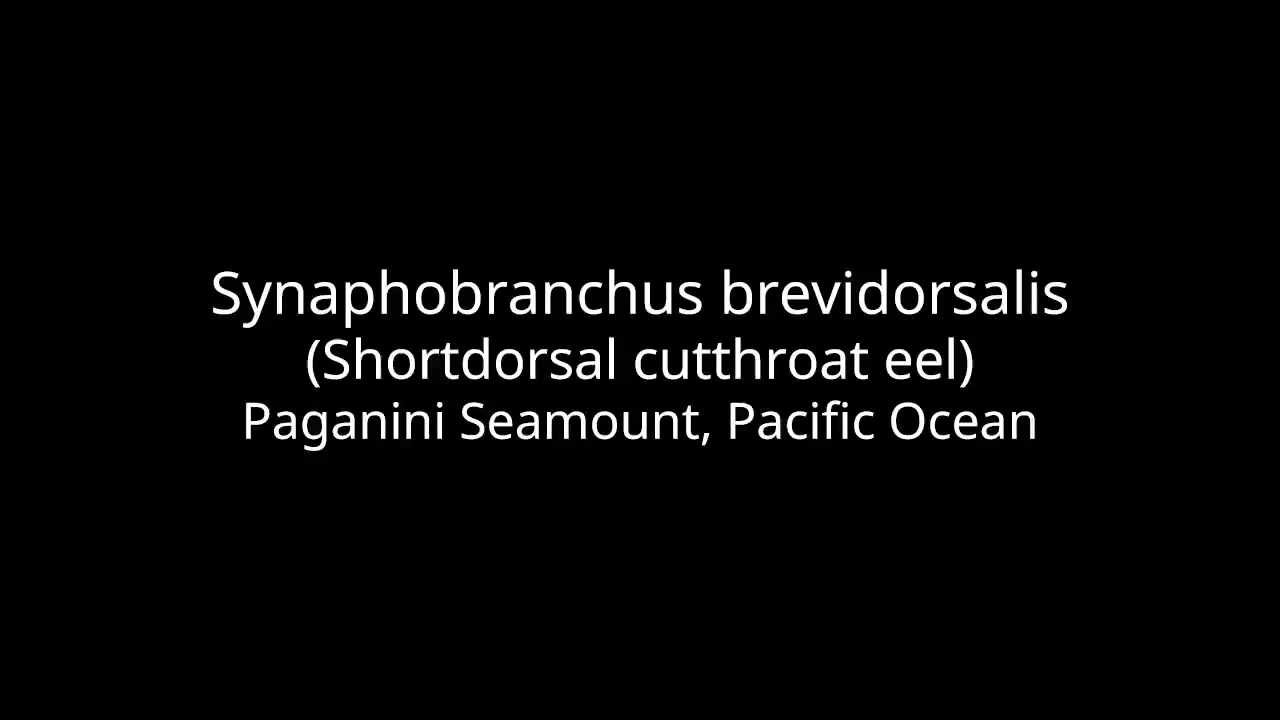 Synaphobranchus brevidorsalis
(Shortdorsal cutthroat eel)
Paganini Seamount, Pacific Ocean